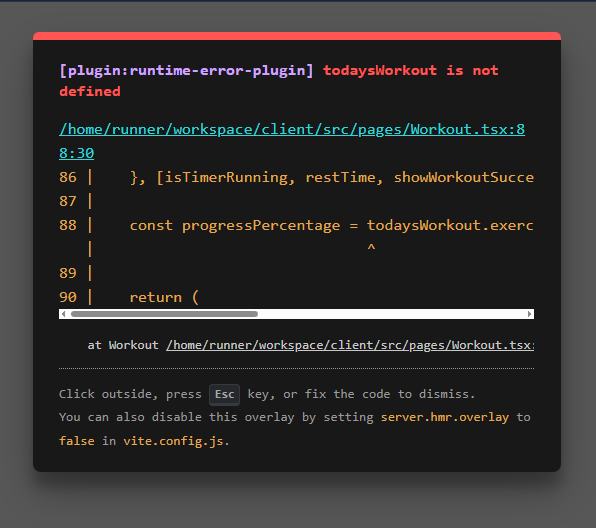 [plugin:runtime-error-plugin] todaysWorkout is not
defined
/home/runner/workspace/client/src/pages/Workout.tsx:8
8:30
86 |    }, [isTimerRunning, restTime, showWorkoutSucce
87 |
88 |    const progressPercentage = todaysWorkout.exerc
   |                               ^
89 |
90 |    return (
at Workout /home/runner/workspace/client/src/pages/Workout.tsx:
Click outside, press Esc key, or fix the code to dismiss.
You can also disable this overlay by setting server.hmr.overlay to
false in vite.config.js.